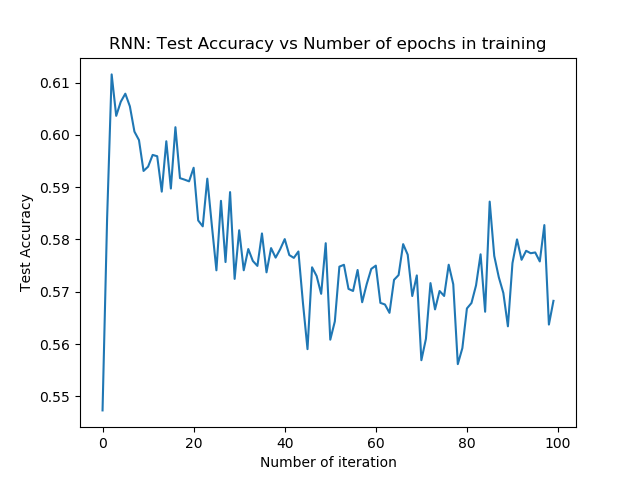 RNN: Test Accuracy vs Number of epochs in training
0.61
0.60
0.59
0.58
0.57
0.56
0.55
Test Accuracy
0 20 40 60 80 100
Number of iteration